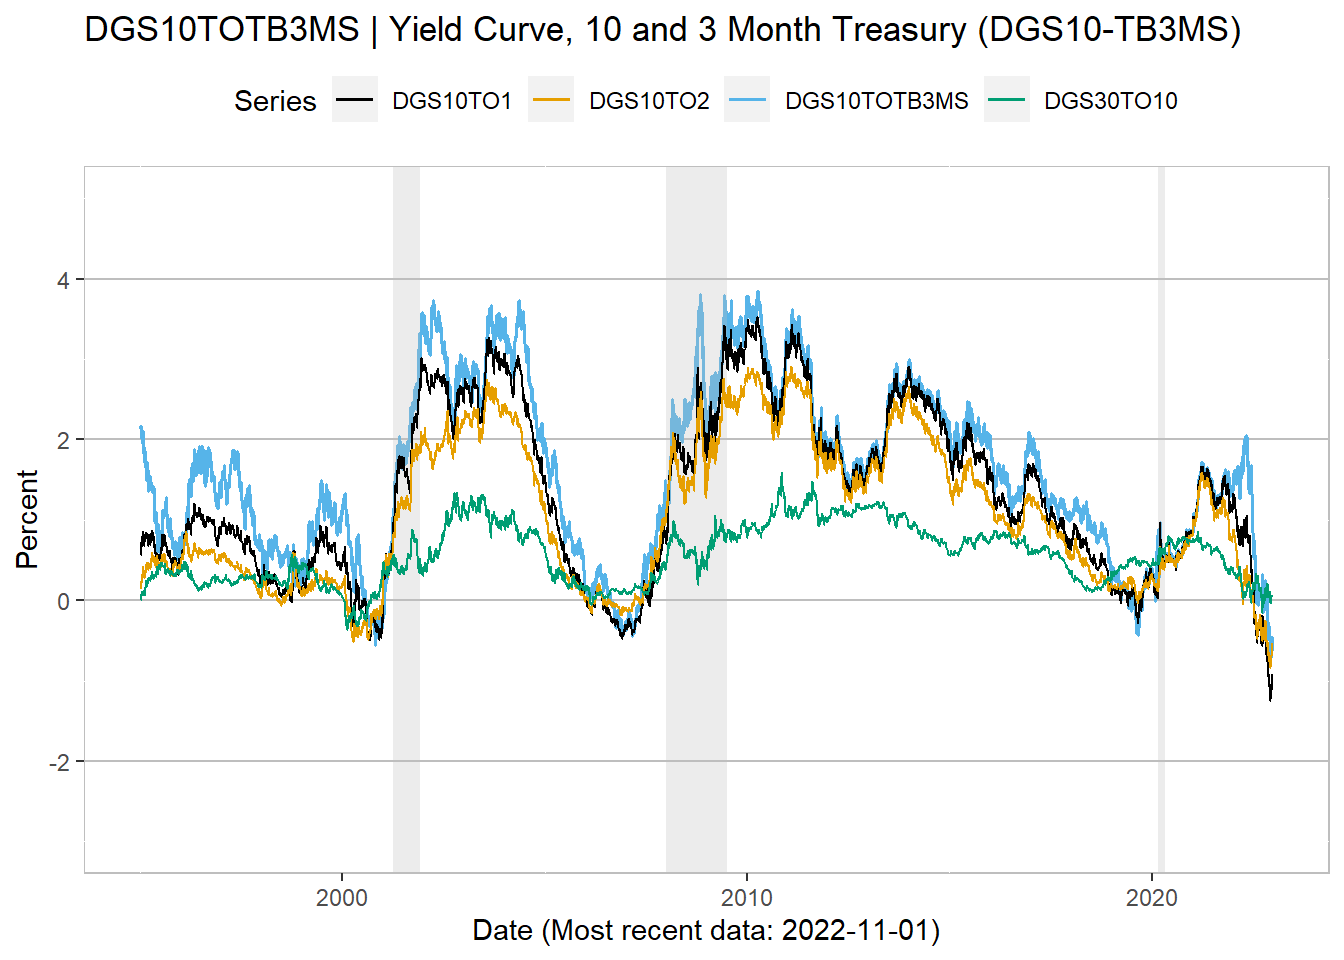 DGS10TOTB3MS | Yield Curve, 10 and 3 Month Treasury (DGS10-TB3MS)
Series DGS10TO1 DGS10TO2 DGS10TOTB3MS DGS30TO10
Percent
4
2
0
-2
2000 2010 2020
Date (Most recent data: 2022-11-01)